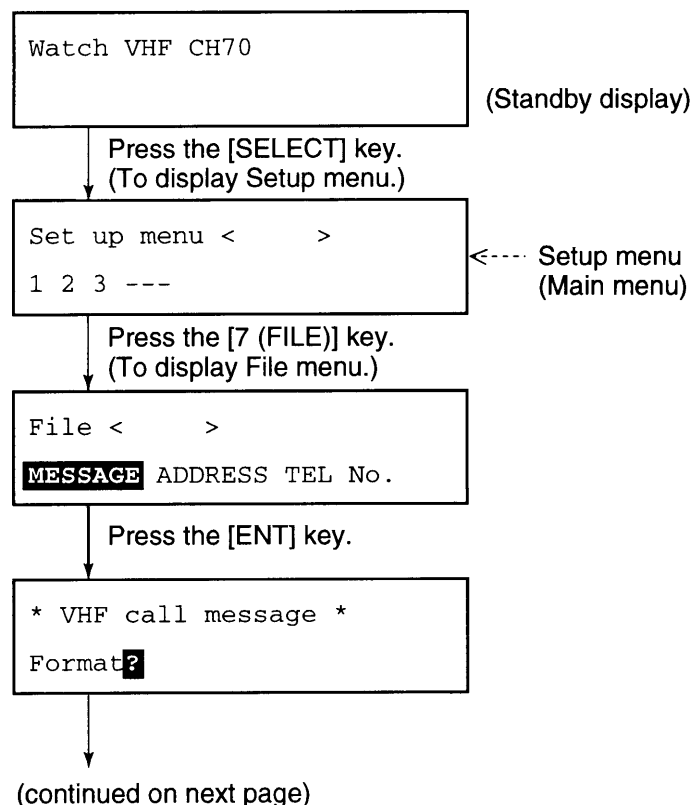 Watch VHF CH70
(Standby display)
Press the [SELECT] key.
(To display Setup menu.)
Set up menu <     >
1 2 3 ---
Setup menu
(Main menu)
Press the [7 (FILE)] key.
(To display File menu.)
File <     >
MESSAGE ADDRESS TEL No.
Press the [ENT] key.
* VHF call message *
Format?
(continued on next page)